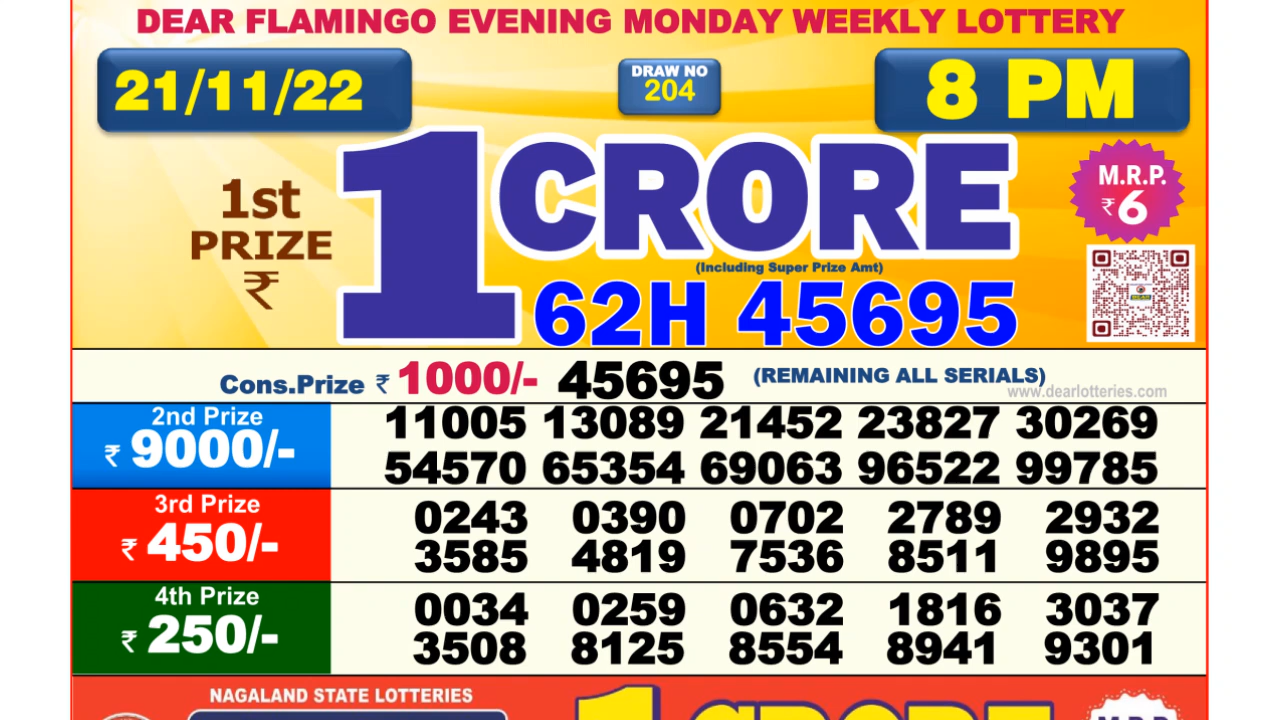 DEAR FLAMINGO EVENING MONDAY WEEKLY LOTTERY
21/11/22
DRAW NO
204
8 PM
1st
PRIZE
₹
1 CRORE
(Including Super Prize Amt)
62H 45695
M.R.P.
₹ 6
Cons.Prize ₹ 1000/- 45695 (REMAINING ALL SERIALS)
www.dearlotteries.com
2nd Prize
₹ 9000/-
11005 13089 21452 23827 30269
54570 65354 69063 96522 99785
3rd Prize
₹ 450/-
0243 0390 0702 2789 2932
3585 4819 7536 8511 9895
4th Prize
₹ 250/-
0034 0259 0632 1816 3037
3508 8125 8554 8941 9301
NAGALAND STATE LOTTERIES
1 CRORE
M.R.P.